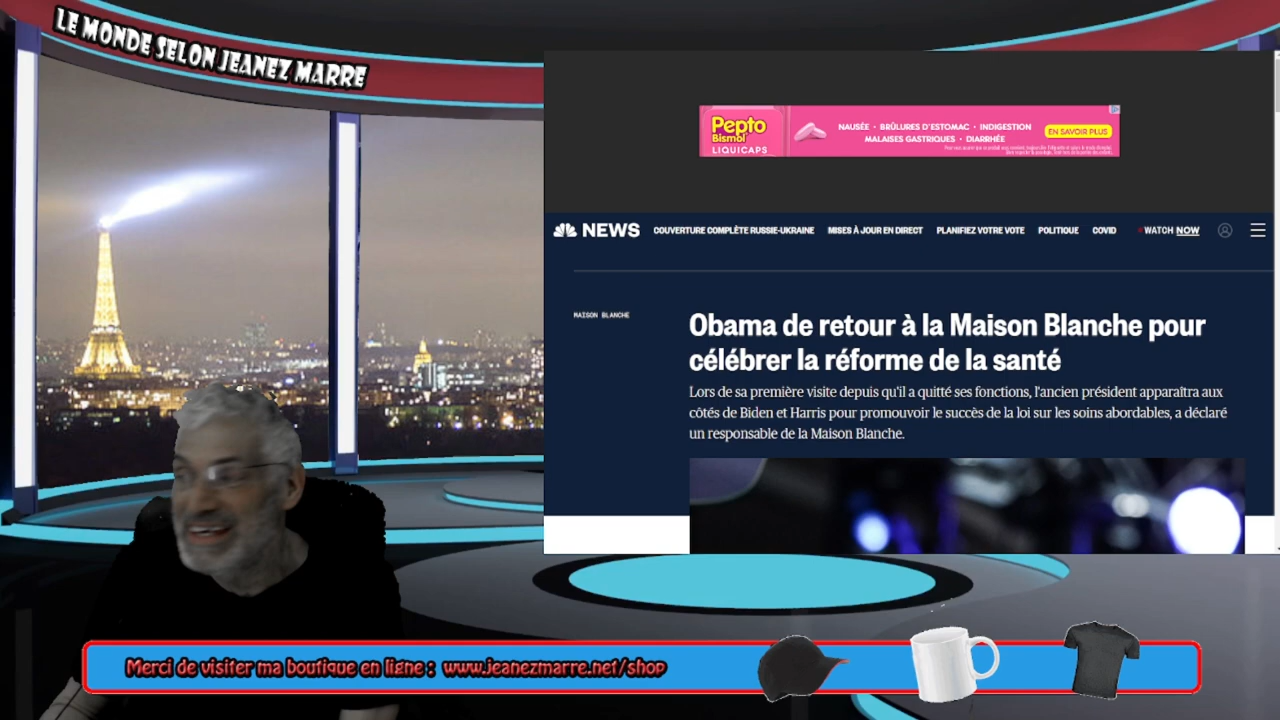 LE MONDE SELON JEANEZ MARRE
Pepto
Bismol
LIQUICAPS
NAUSÉE • BRÛLURES D'ESTOMAC • INDIGESTION
MALAISES GASTRIQUES • DIARRHÉE
EN SAVOIR PLUS
NEWS
COUVERTURE COMPLÈTE RUSSIE-UKRAINE MISES À JOUR EN DIRECT PLANIFIEZ VOTRE VOTE POLITIQUE COVID WATCH NOW
MAISON BLANCHE
Obama de retour à la Maison Blanche pour
célébrer la réforme de la santé
Lors de sa première visite depuis qu'il a quitté ses fonctions, l'ancien président apparaîtra aux
côtés de Biden et Harris pour promouvoir le succès de la loi sur les soins abordables, a déclaré
un responsable de la Maison Blanche.
Merci de visiter ma boutique en ligne : www.jeanezmarre.net/shop